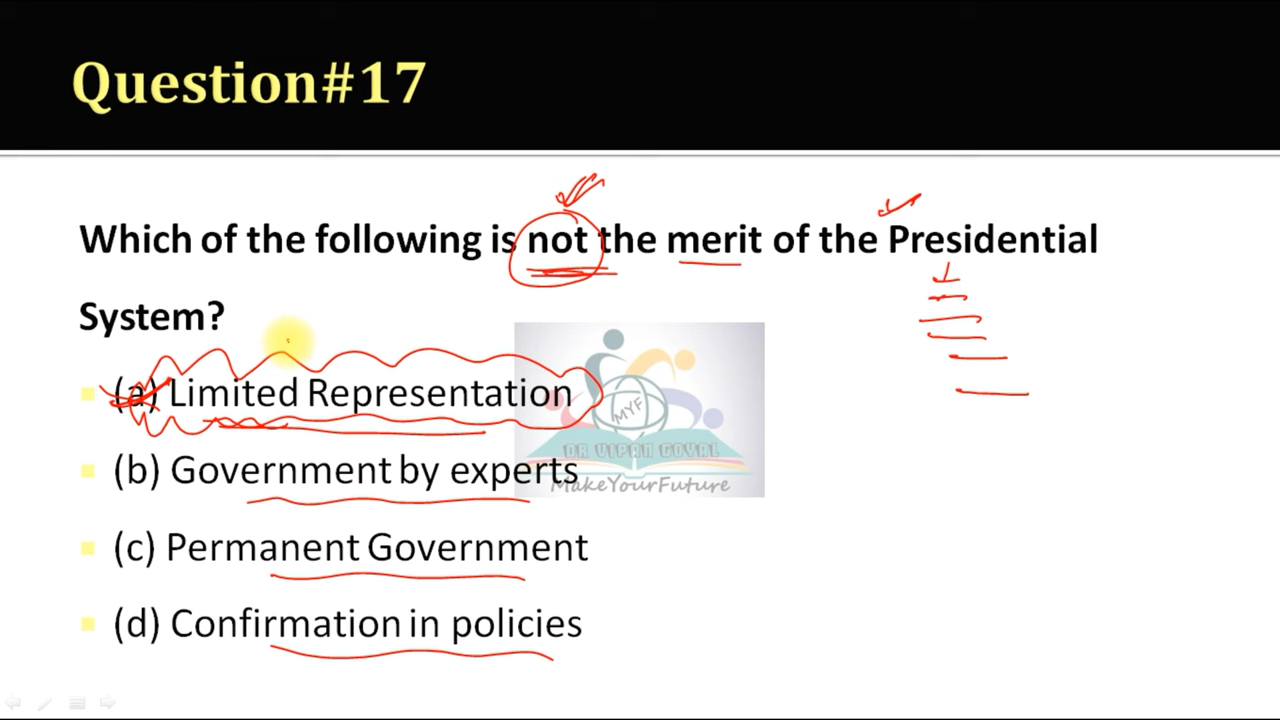 Question#17
Which of the following is not the merit of the Presidential
System?
(a) Limited Representation
(b) Government by experts
(c) Permanent Government
(d) Confirmation in policies
MYF
DR VIPAN GOYAL
MakeYourFuture